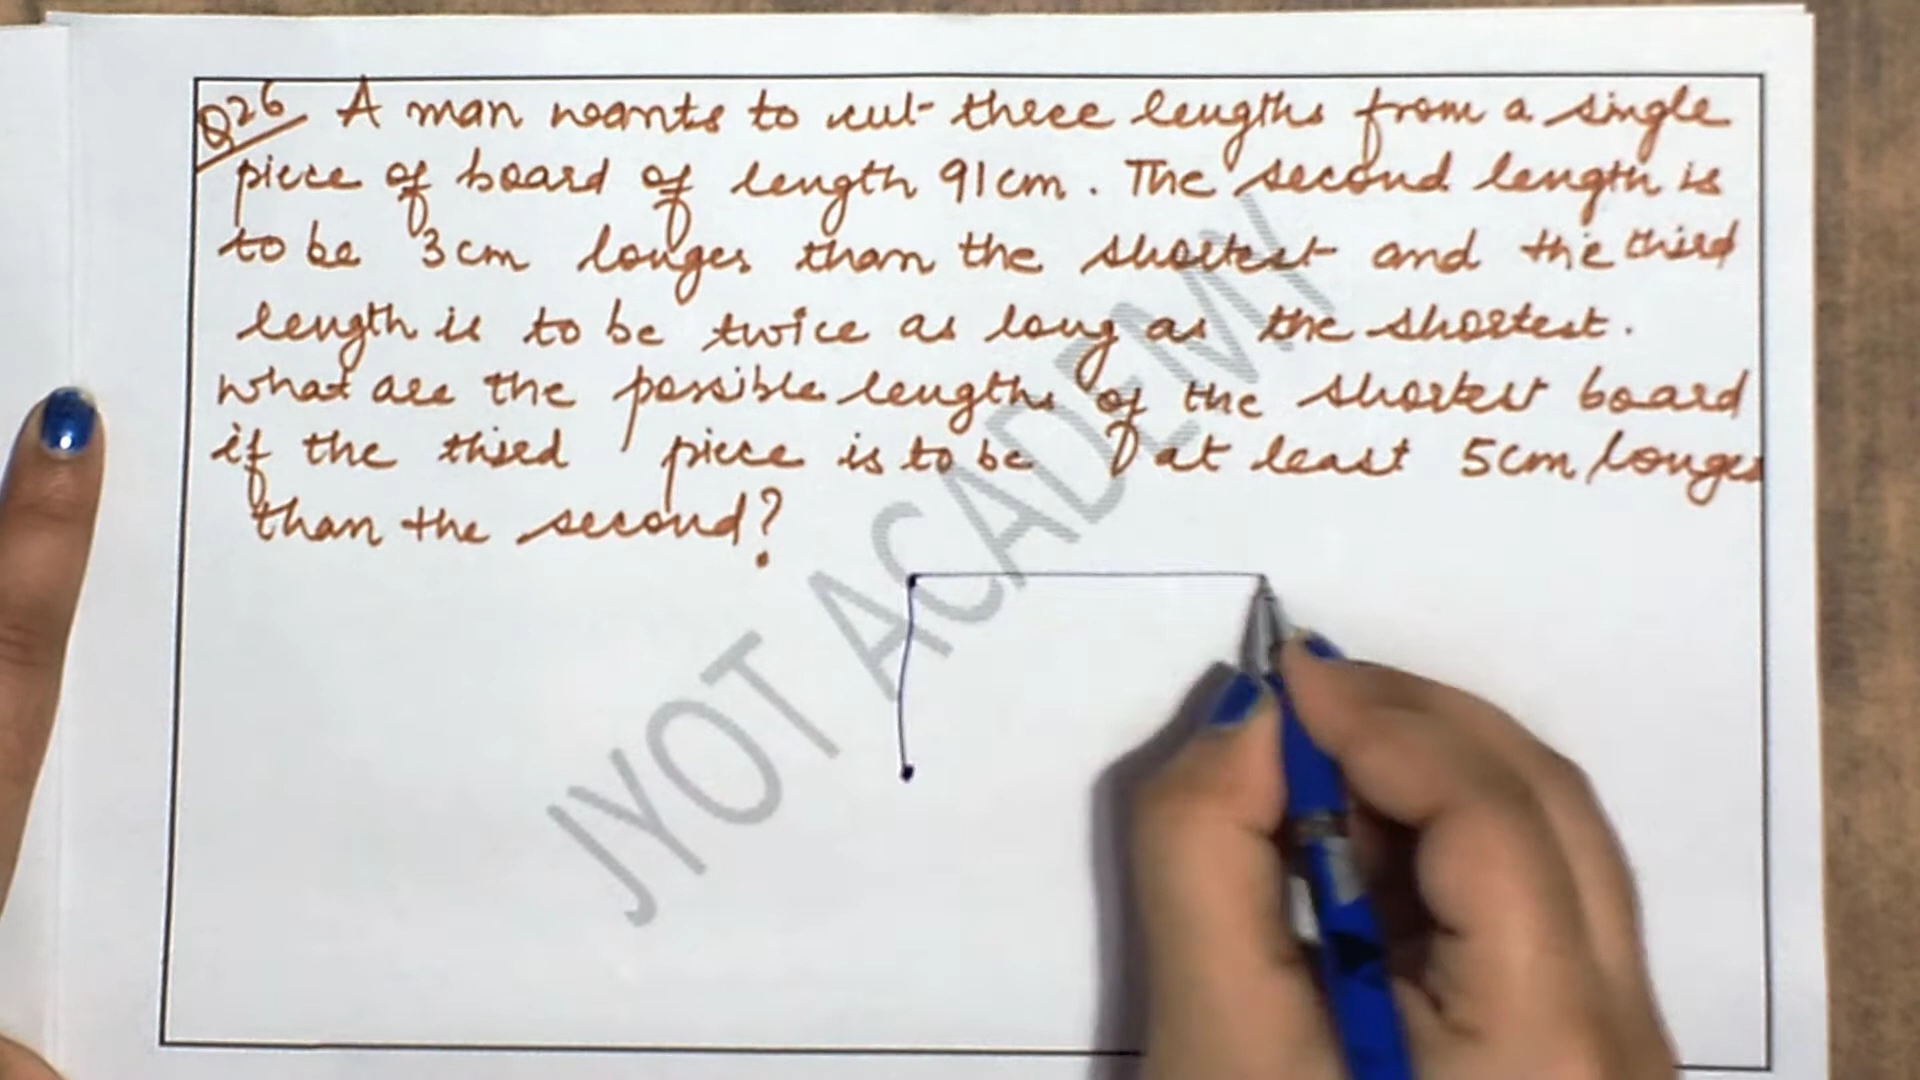 Q26 A man wants to cut three lengths from a single
piece of board of length 91cm. The second length is
to be 3cm longer than the shortest and the third
length is to be twice as long as the shortest.
What are the possible lengths of the shortest board
if the third piece is to be at least 5cm longer
than the second?
JYOT ACADEMY